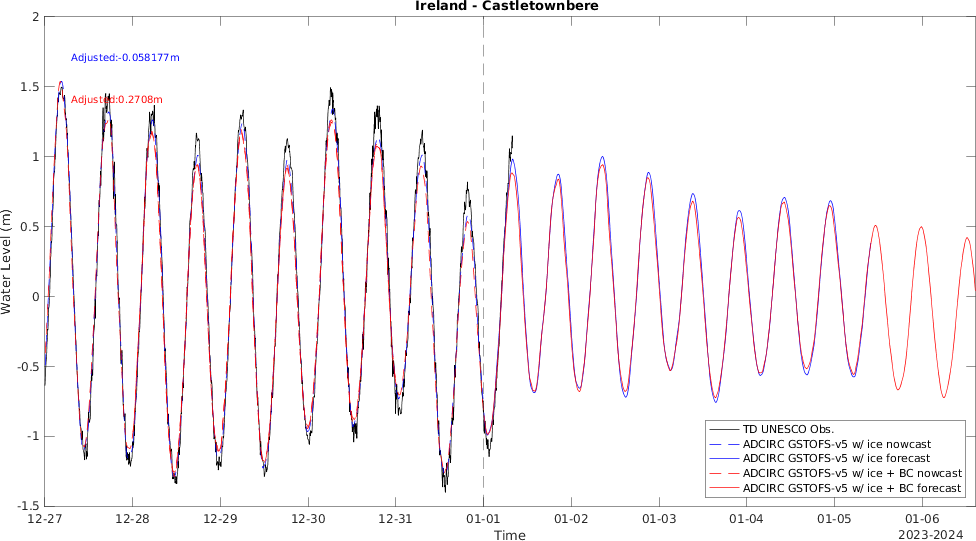 Ireland - Castletownbere
2
1.5
1
0.5
0
-0.5
-1
-1.5
Water Level (m)
Adjusted:-0.058177m
Adjusted:0.2708m
TD UNESCO Obs.
ADCIRC GSTOFS-v5 w/ ice nowcast
ADCIRC GSTOFS-v5 w/ ice forecast
ADCIRC GSTOFS-v5 w/ ice + BC nowcast
ADCIRC GSTOFS-v5 w/ ice + BC forecast
12-27 12-28 12-29 12-30 12-31 01-01 01-02 01-03 01-04 01-05 01-06
Time
2023-2024